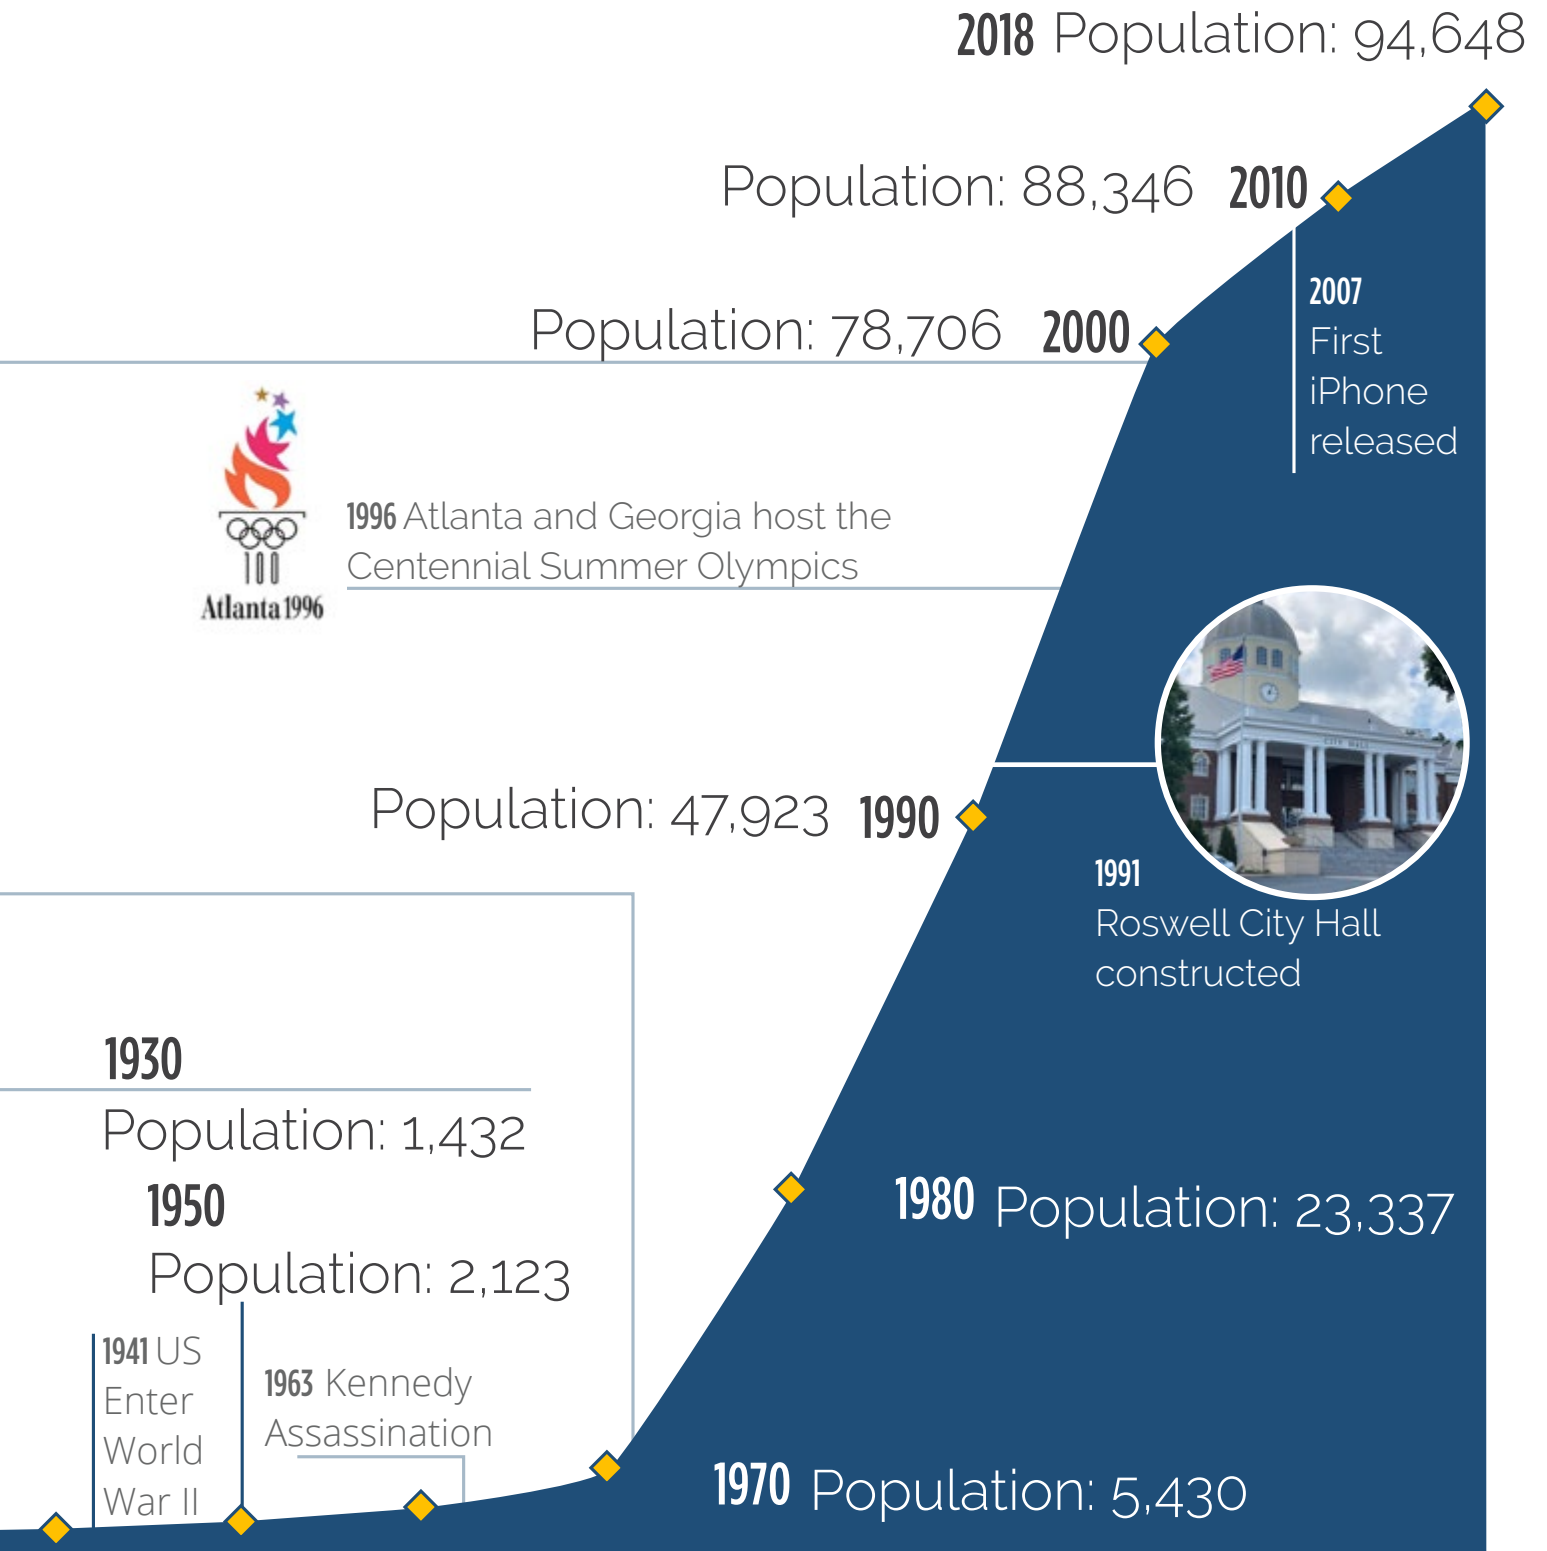 2018 Population: 94,648
Population: 88,346 2010
2007
First
iPhone
released
Population: 78,706 2000
1996 Atlanta and Georgia host the
Centennial Summer Olympics
100
Atlanta 1996
CITY HALL
Population: 47,923 1990
1991
Roswell City Hall
constructed
1930
Population: 1,432
1950
Population: 2,123
1980 Population: 23,337
1941 US
Enter
World
War II
1963 Kennedy
Assassination
1970 Population: 5,430